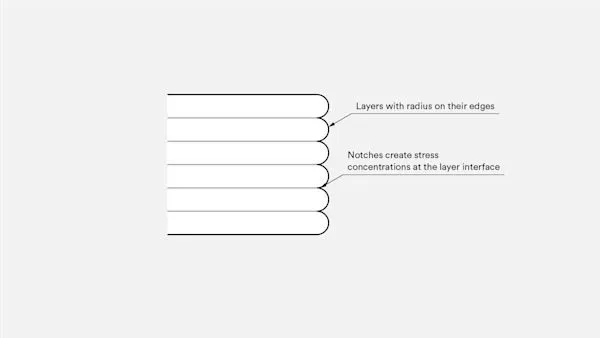 Layers with radius on their edges
Notches create stress
concentrations at the layer interface